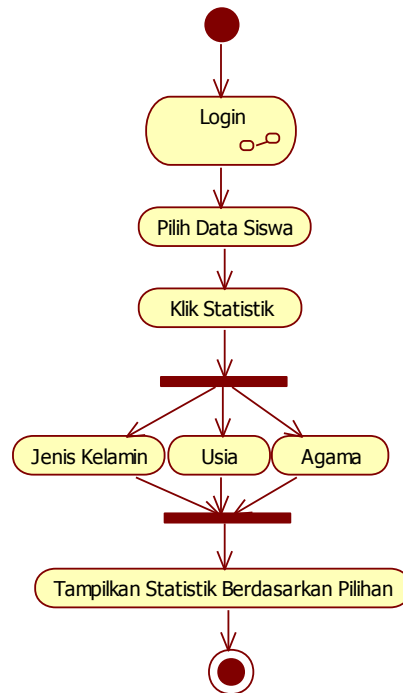 Login
Pilih Data Siswa
Klik Statistik
Jenis Kelamin
Usia
Agama
Tampilkan Statistik Berdasarkan Pilihan